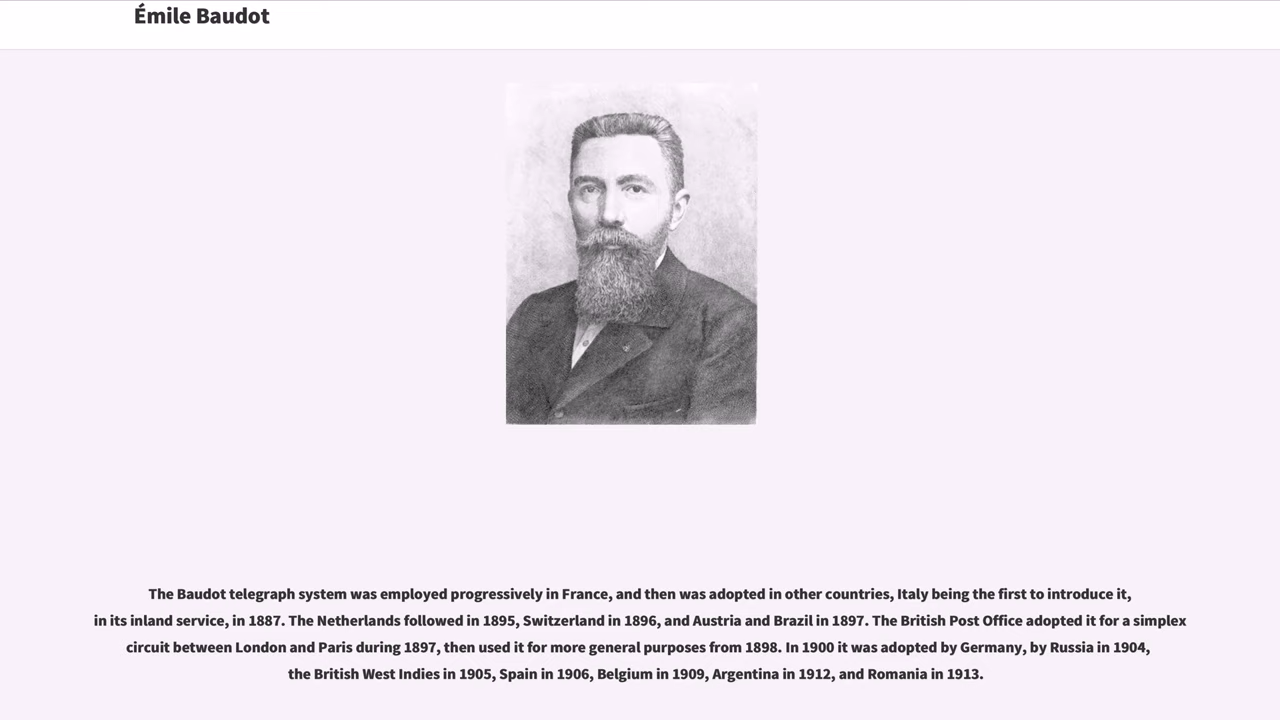 Émile Baudot
The Baudot telegraph system was employed progressively in France, and then was adopted in other countries, Italy being the first to introduce it,
in its inland service, in 1887. The Netherlands followed in 1895, Switzerland in 1896, and Austria and Brazil in 1897. The British Post Office adopted it for a simplex
circuit between London and Paris during 1897, then used it for more general purposes from 1898. In 1900 it was adopted by Germany, by Russia in 1904,
the British West Indies in 1905, Spain in 1906, Belgium in 1909, Argentina in 1912, and Romania in 1913.